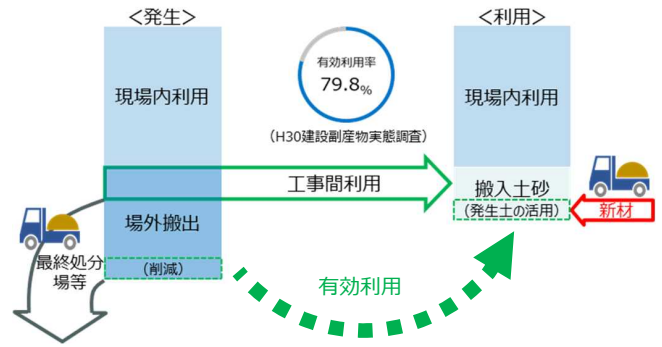 ＜発生＞
＜利用＞
有効利用率
79.8%
（H30建設副産物実態調査）
現場内利用
現場内利用
工事間利用
搬入土砂
（発生土の活用）
新材
場外搬出
（削減）
最終処分
場等
有効利用